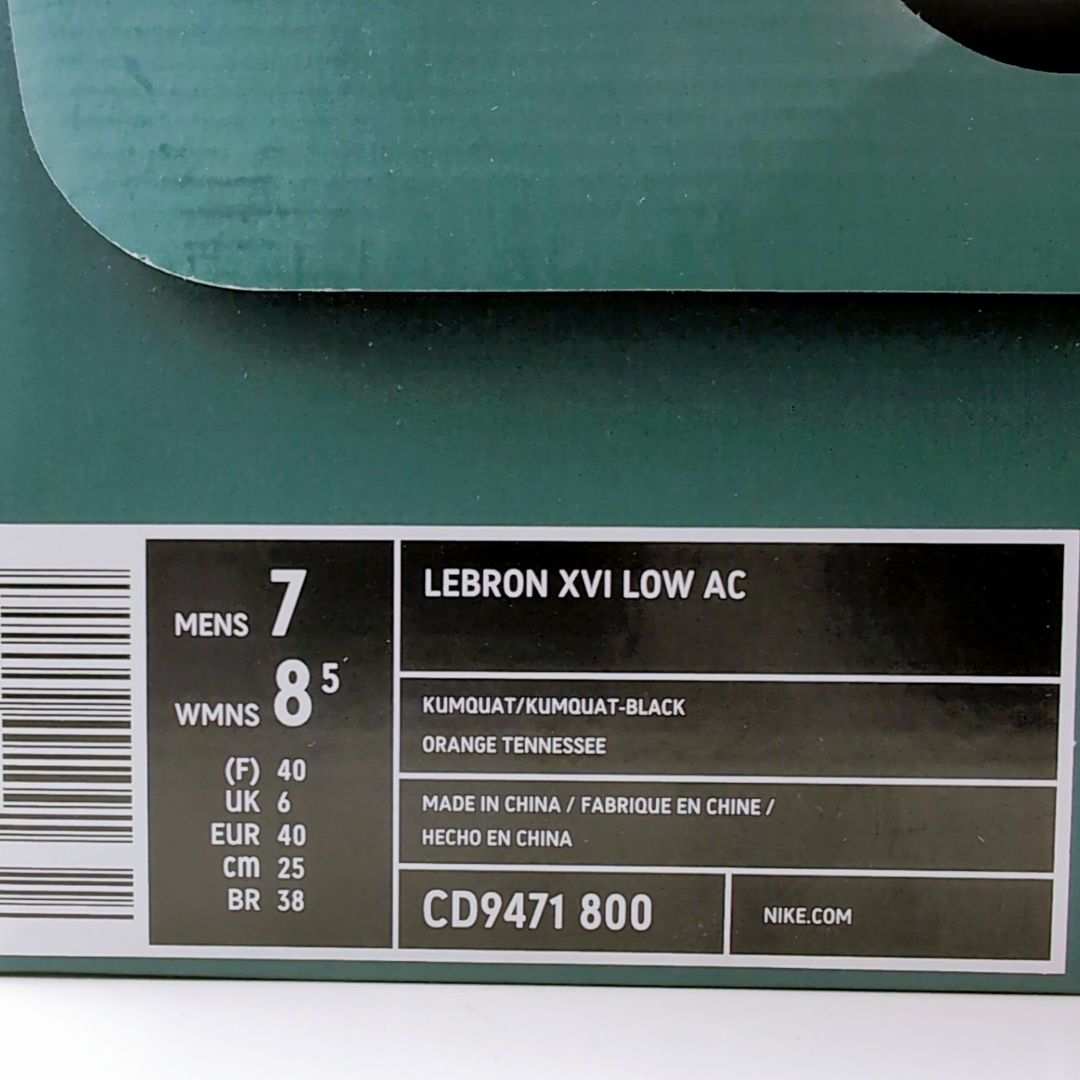 MENS 7
WMNS 8 5
(F) 40
UK 6
EUR 40
cm 25
BR 38
LEBRON XVI LOW AC
KUMQUAT/KUMQUAT-BLACK
ORANGE TENNESSEE
MADE IN CHINA / FABRIQUE EN CHINE /
HECHO EN CHINA
CD9471 800
NIKE.COM